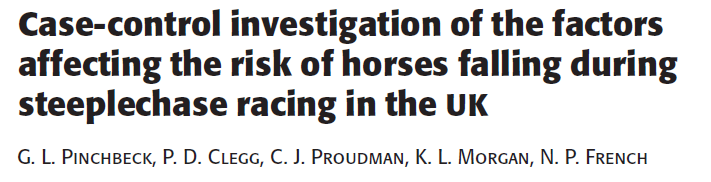 Case-control investigation of the factors
affecting the risk of horses falling during
steeplechase racing in the UK
G. L. PINCHBECK, P. D. CLEGG, C. J. PROUDMAN, K. L. MORGAN, N. P. FRENCH